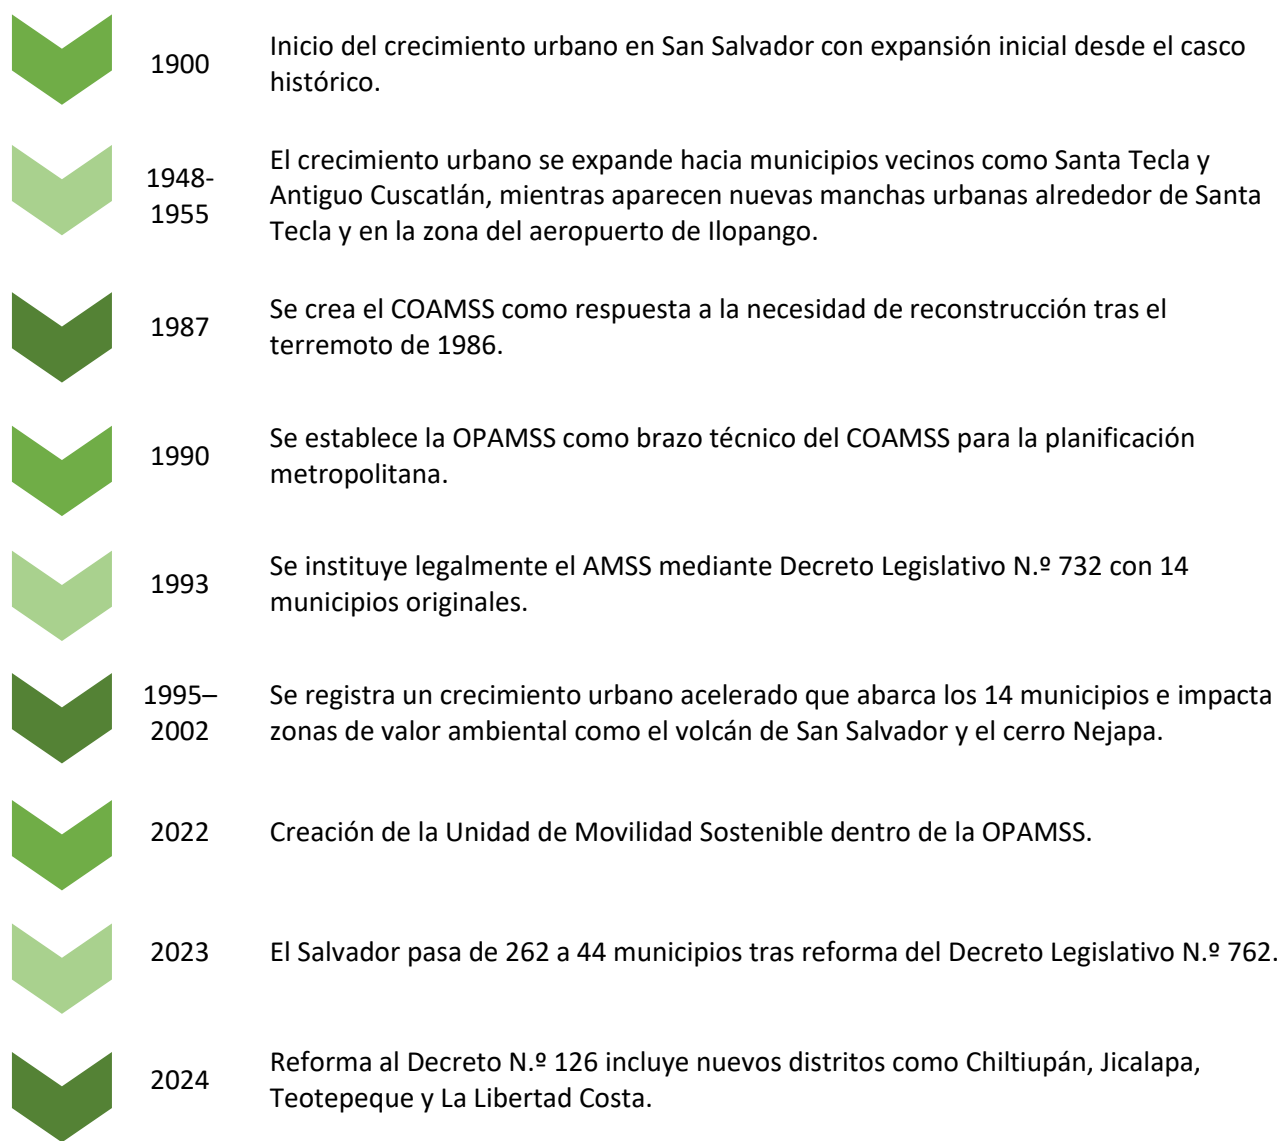 1900
Inicio del crecimiento urbano en San Salvador con expansión inicial desde el casco
histórico.
1948-
1955
El crecimiento urbano se expande hacia municipios vecinos como Santa Tecla y
Antiguo Cuscatlán, mientras aparecen nuevas manchas urbanas alrededor de Santa
Tecla y en la zona del aeropuerto de Ilopango.
1987
Se crea el COAMSS como respuesta a la necesidad de reconstrucción tras el
terremoto de 1986.
1990
Se establece la OPAMSS como brazo técnico del COAMSS para la planificación
metropolitana.
1993
Se instituye legalmente el AMSS mediante Decreto Legislativo N.º 732 con 14
municipios originales.
1995–
2002
Se registra un crecimiento urbano acelerado que abarca los 14 municipios e impacta
zonas de valor ambiental como el volcán de San Salvador y el cerro Nejapa.
2022
Creación de la Unidad de Movilidad Sostenible dentro de la OPAMSS.
2023
El Salvador pasa de 262 a 44 municipios tras reforma del Decreto Legislativo N.º 762.
2024
Reforma al Decreto N.º 126 incluye nuevos distritos como Chiltiupán, Jicalapa,
Teotepeque y La Libertad Costa.